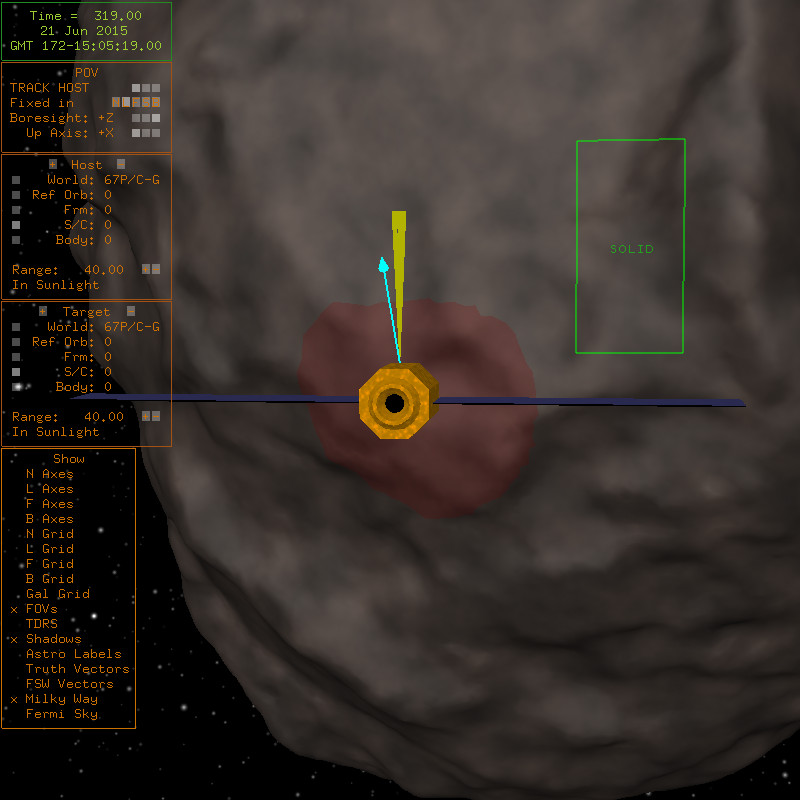 Time = 319.00
21 Jun 2015
GMT 172-15:05:19.00
POV
TRACK HOST
Fixed in
Boresight: +Z
Up Axis: +X
+ Host -
World: 67P/C-G
Ref Orb: 0
Frm: 0
S/C: 0
Body: 0
Range: 40.00
In Sunlight
+ Target -
World: 67P/C-G
Ref Orb: 0
Frm: 0
S/C: 0
Body: 0
Range: 40.00
In Sunlight
Show
N Axes
L Axes
F Axes
B Axes
N Grid
L Grid
F Grid
B Grid
Gal Grid
x FOVs
TDRS
x Shadows
Astro Labels
Truth Vectors
FSW Vectors
x Milky Way
Fermi Sky
SOLID